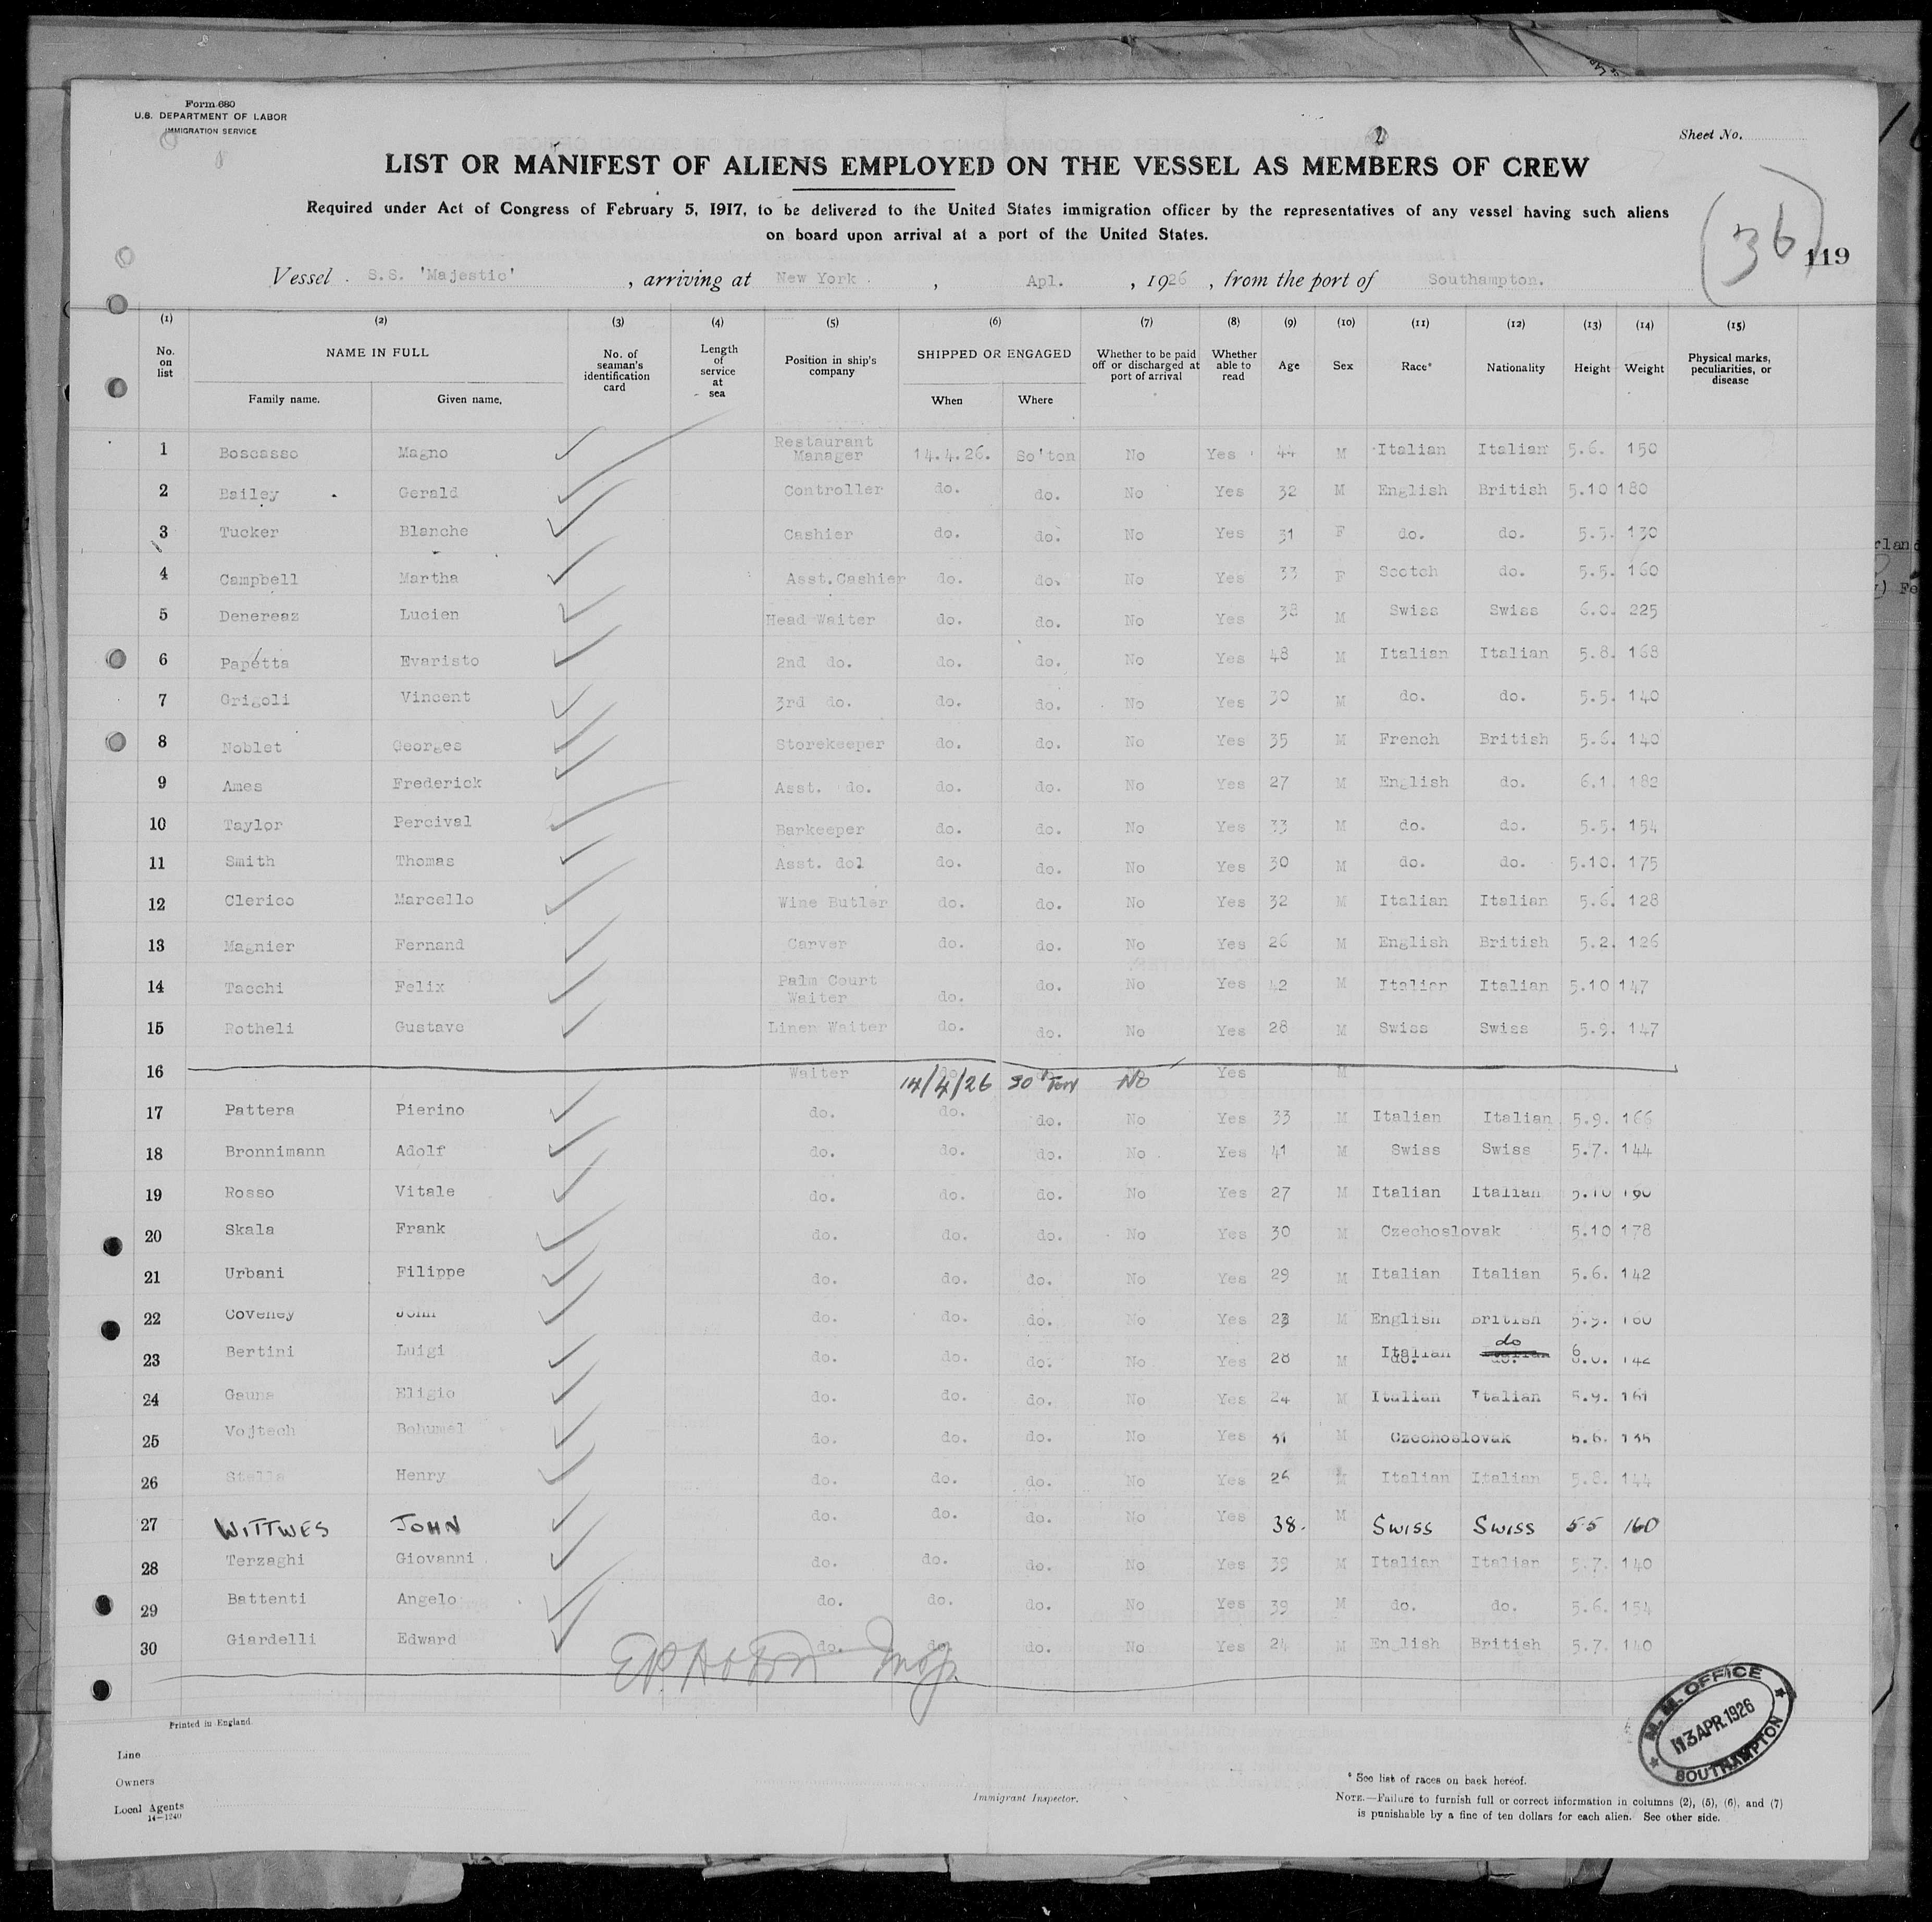 Form 680
U.S. DEPARTMENT OF LABOR
IMMIGRATION SERVICE
Sheet No.
LIST OR MANIFEST OF ALIENS EMPLOYED ON THE VESSEL AS MEMBERS OF CREW
Required under Act of Congress of February 5, 1917, to be delivered to the United States immigration officer by the representatives of any vessel having such aliens
on board upon arrival at a port of the United States.
(36) 119
Vessel S.S. 'Majestic' , arriving at New York , Apl. , 1926 , from the port of Southampton.
(1) (2) (3) (4) (5) (6) (7) (8) (9) (10) (11) (12) (13) (14) (15)
No. on list NAME IN FULL Family name. Given name. No. of seaman's identification card Length of service at sea Position in ship's company SHIPPED OR ENGAGED When Where Whether to be paid off or discharged at port of arrival Whether able to read Age Sex Race* Nationality Height Weight Physical marks, peculiarities, or disease
1 Boscasso Magno Restaurant Manager 14.4.26. So'ton No Yes 44 M Italian Italian 5.6. 150
2 Bailey Gerald Controller do. do. No Yes 32 M English British 5.10 180
3 Tucker Blanche Cashier do. do. No Yes 31 F do. do. 5.5. 130
4 Campbell Martha Asst.Cashier do. do. No Yes 33 F Scotch do. 5.5. 160
5 Denereaz Lucien Head Waiter do. do. No Yes 38 M Swiss Swiss 6.0. 225
6 Papetta Evaristo 2nd do. do. do. No Yes 48 M Italian Italian 5.8. 168
7 Grigoli Vincent 3rd do. do. do. No Yes 30 M do. do. 5.5. 140
8 Noblet Georges Storekeeper do. do. No Yes 35 M French British 5.6. 140
9 Ames Frederick Asst. do. do. do. No Yes 27 M English do. 6.1. 182
10 Taylor Percival Barkeeper do. do. No Yes 33 M do. do. 5.5. 154
11 Smith Thomas Asst. dol do. do. No Yes 30 M do. do. 5.10. 175
12 Clerico Marcello Wine Butler do. do. No Yes 32 M Italian Italian 5.6. 128
13 Magnier Fernand Carver do. do. No Yes 26 M English British 5.2. 126
14 Tacchi Felix Palm Court Waiter do. do. No Yes 42 M Italian Italian 5.10 147
15 Rotheli Gustave Linen Waiter do. do. No Yes 28 M Swiss Swiss 5.9. 147
16 Waiter 14/4/26 So'Ton No Yes M
17 Pattera Pierino do. do. do. No Yes 33 M Italian Italian 5.9. 166
18 Bronnimann Adolf do. do. do. No Yes 41 M Swiss Swiss 5.7. 144
19 Rosso Vitale do. do. do. No Yes 27 M Italian Italian 5.10 190
20 Skala Frank do. do. do. No Yes 30 M Czechoslovak 5.10 178
21 Urbani Filippe do. do. do. No Yes 29 M Italian Italian 5.6. 142
22 Coveney John do. do. do. No Yes 23 M English British 5.5. 160
23 Bertini Luigi do. do. do. No Yes 28 M Italian do 6.0. 142
24 Gauna Eligio do. do. do. No Yes 24 M Italian Italian 5.9. 161
25 Vojtech Bohumel do. do. do. No Yes 31 M Czechoslovak 5.6. 135
26 Stella Henry do. do. do. No Yes 26 M Italian Italian 5.8. 144
27 WITTWES JOHN do. do. do. No Yes 38. M Swiss Swiss 5.5 160
28 Terzaghi Giovanni do. do. do. No Yes 39 M Italian Italian 5.7. 140
29 Battenti Angelo do. do. do. No Yes 39 M do. do. 5.6. 154
30 Giardelli Edward do. do. do. No Yes 24 M English British 5.7. 140
Printed in England
M. M. OFFICE
13 APR. 1926
SOUTHAMPTON
Line
Owners
Local Agents
14—1240
Immigrant Inspector.
* See list of races on back hereof.
NOTE.—Failure to furnish full or correct information in columns (2), (5), (6), and (7)
is punishable by a fine of ten dollars for each alien. See other side.